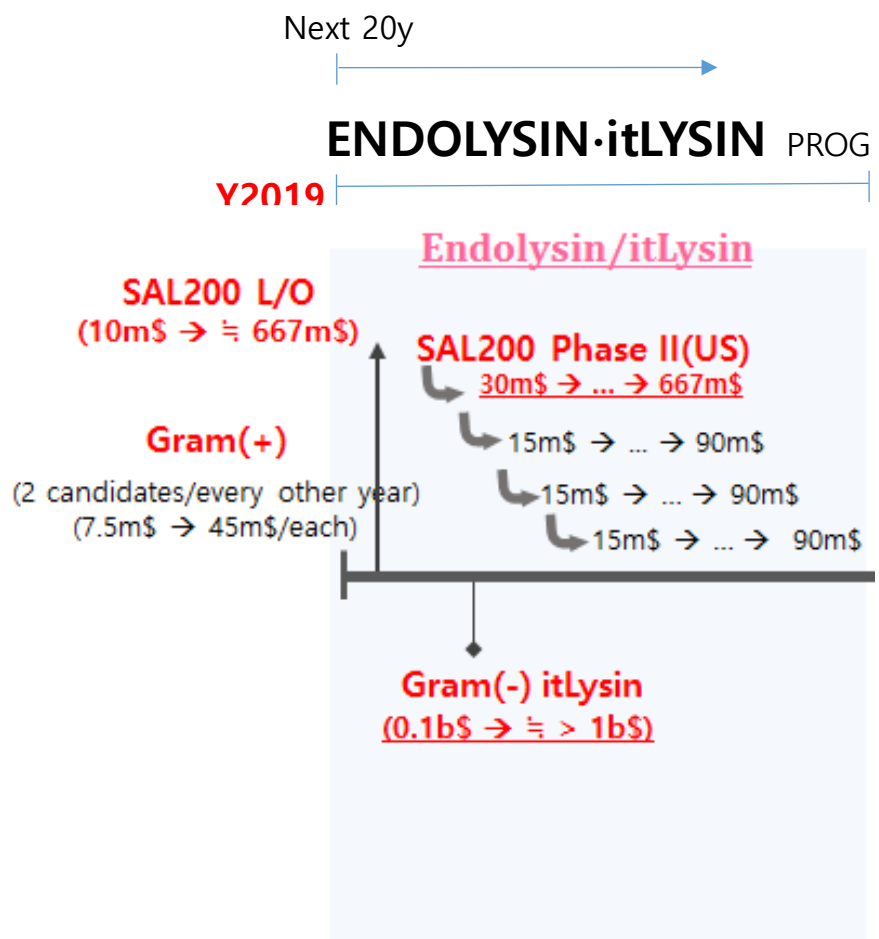 Next 20y
ENDOLYSIN·itLYSIN PROG
Y2019
Endolysin/itLysin
SAL200 L/O
(10m$ → ≒ 667m$)
SAL200 Phase II(US)
30m$ → ... → 667m$
Gram(+)
15m$ → ... → 90m$
(2 candidates/every other year)
15m$ → ... → 90m$
(7.5m$ → 45m$/each)
15m$ → ... → 90m$
Gram(-) itLysin
(0.1b$ → ≒ > 1b$)